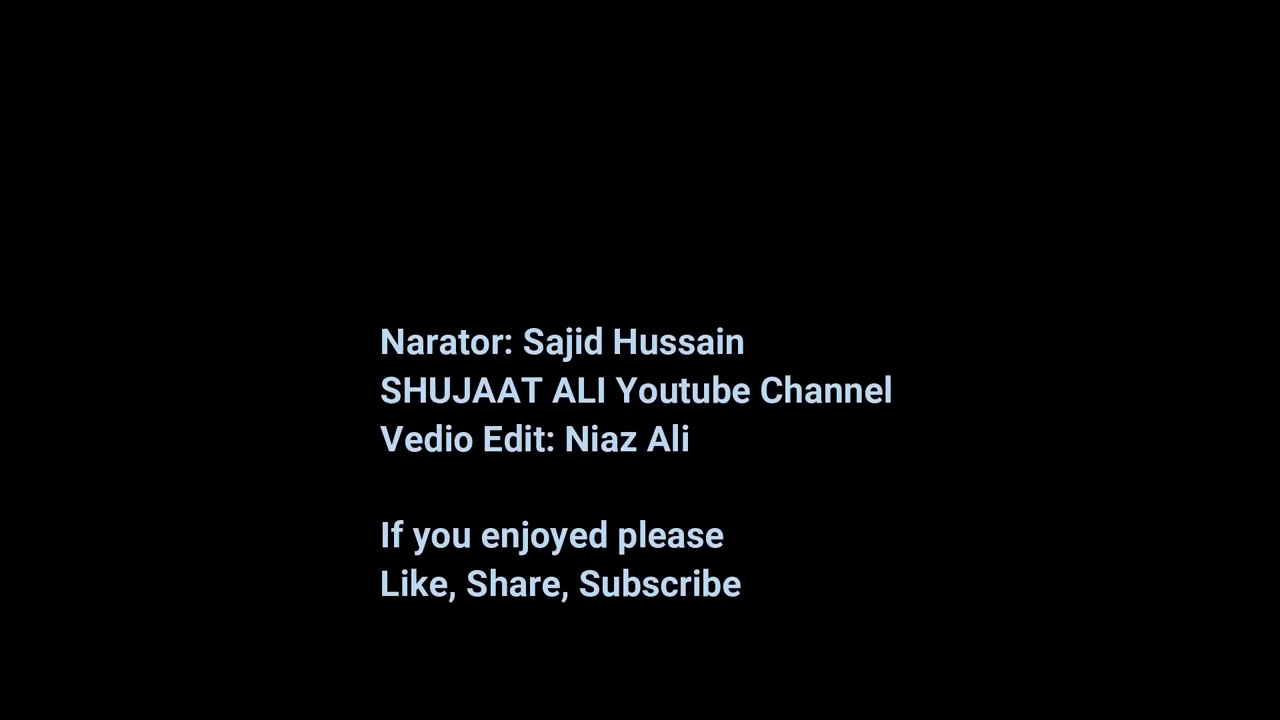 Narator: Sajid Hussain
SHUJAAT ALI Youtube Channel
Vedio Edit: Niaz Ali
If you enjoyed please
Like, Share, Subscribe